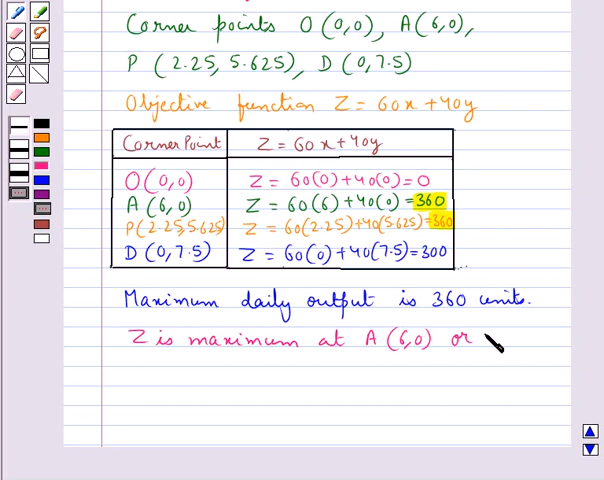 Corner points O (0,0), A(6,0),
P (2.25, 5.625), D (0, 7.5)
Objective function Z = 60x + 40y
Corner Point Z = 60x + 40y
O (0,0) Z = 60(0) + 40(0) = 0
A (6,0) Z = 60(6) + 40(0) = 360
P(2.25,5.625) Z = 60(2.25) + 40(5.625) = 360
D (0, 7.5) Z = 60(0) + 40(7.5) = 300
Maximum daily output is 360 units.
Z is maximum at A (6,0) or